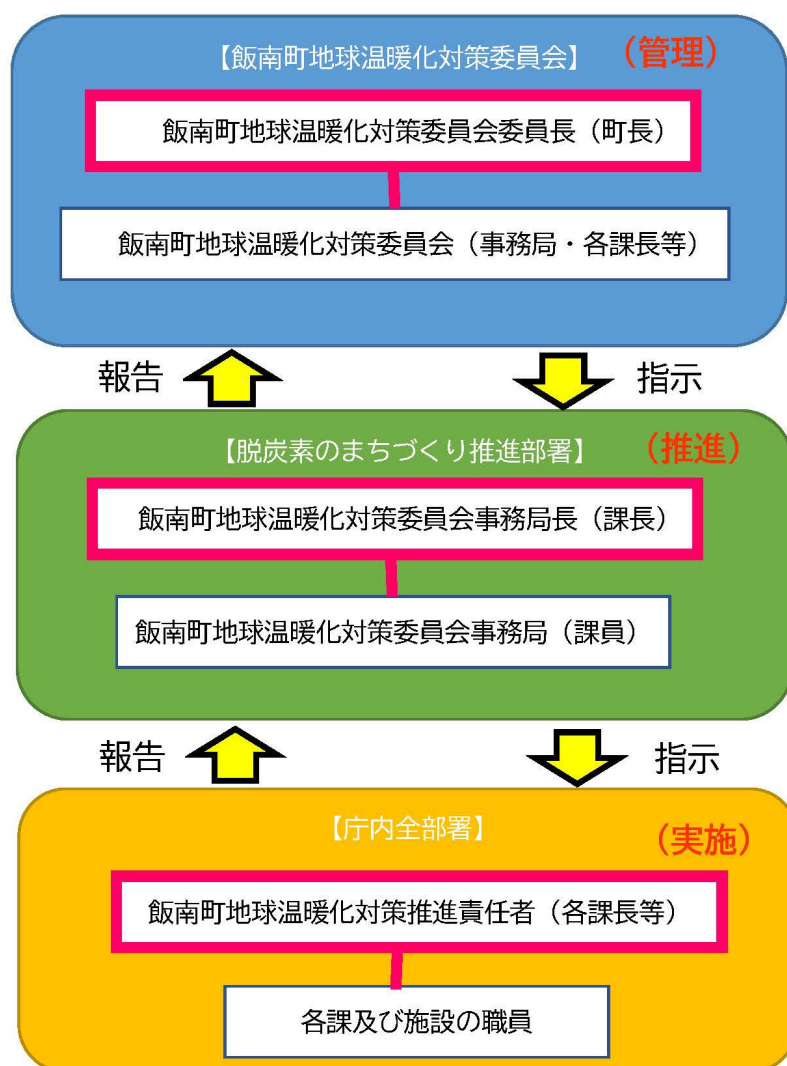 【飯南町地球温暖化対策委員会】 （管理）
飯南町地球温暖化対策委員会委員長（町長）
飯南町地球温暖化対策委員会（事務局・各課長等）
報告 指示
【脱炭素のまちづくり推進部署】 （推進）
飯南町地球温暖化対策委員会事務局長（課長）
飯南町地球温暖化対策委員会事務局（課員）
報告 指示
【庁内全部署】 （実施）
飯南町地球温暖化対策推進責任者（各課長等）
各課及び施設の職員